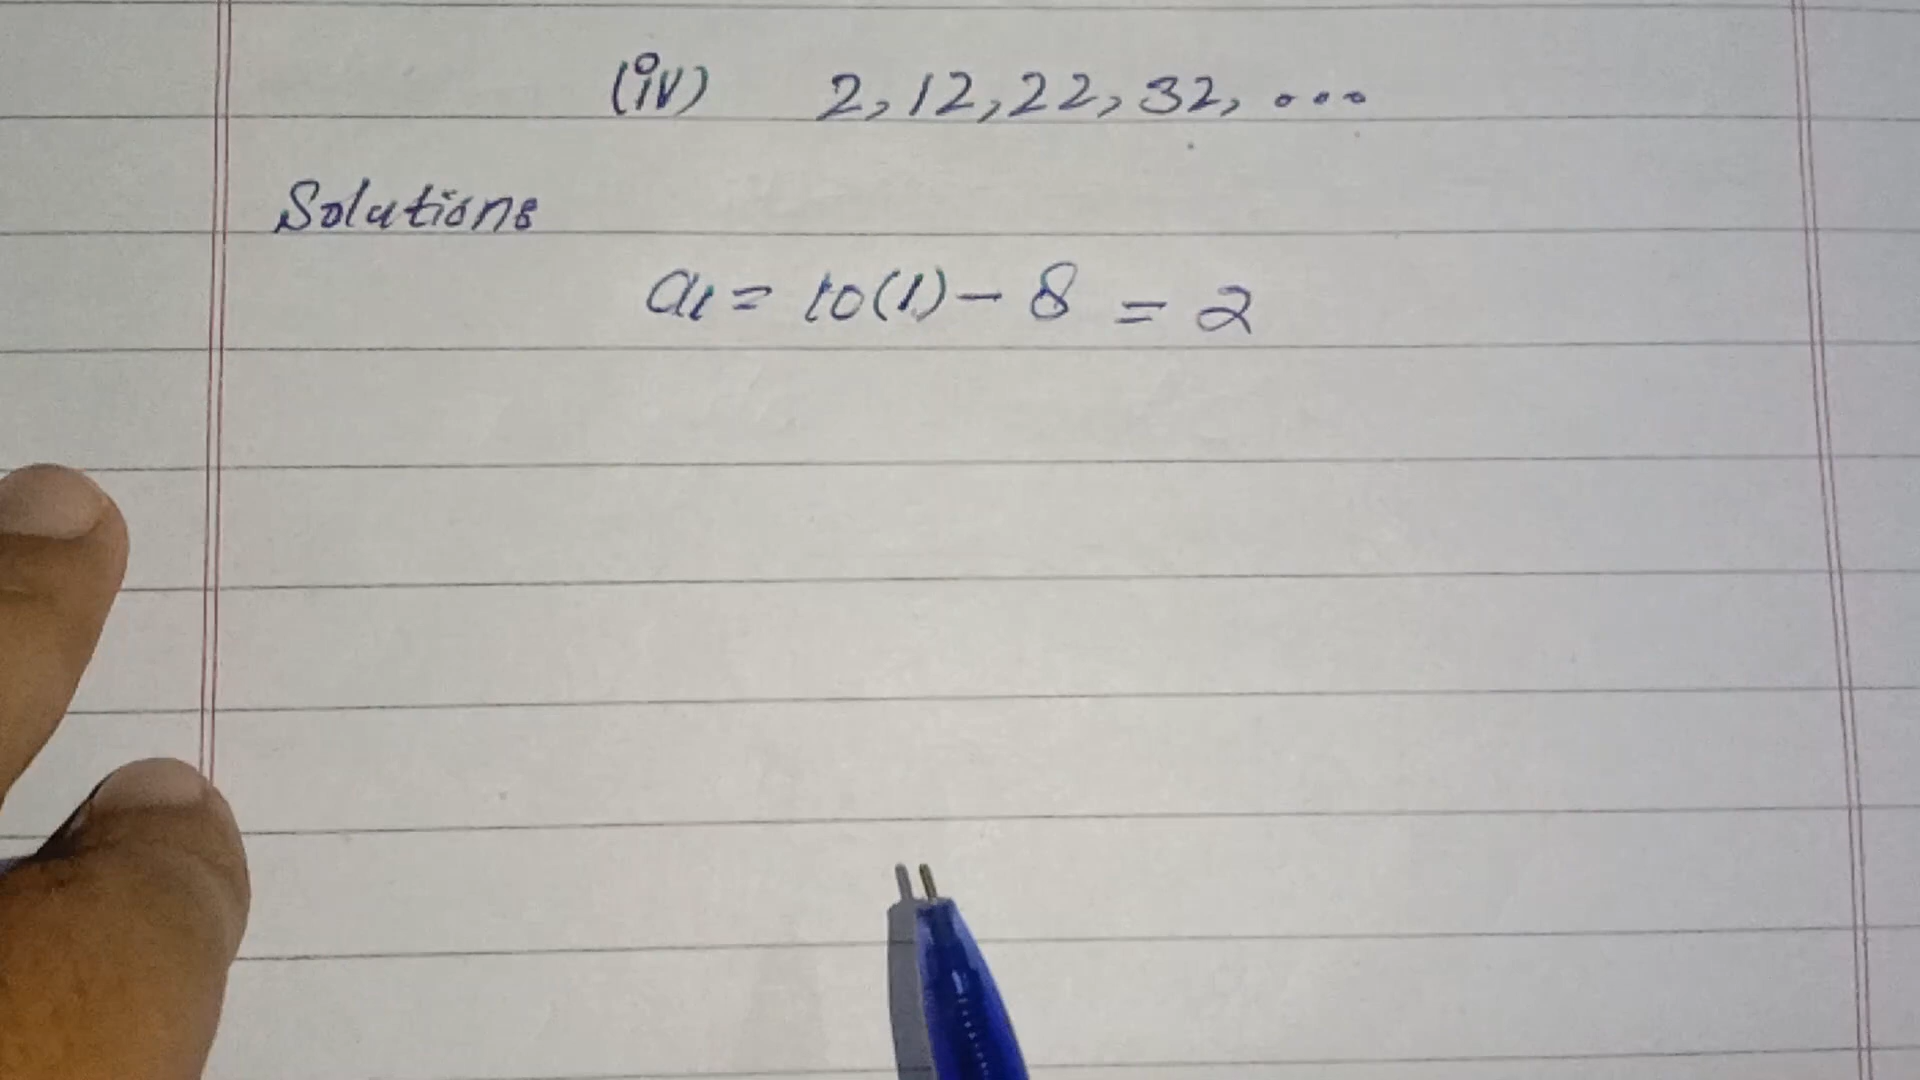 (iv) 2, 12, 22, 32, ...
Solutions
a₁ = 10(1) - 8 = 2